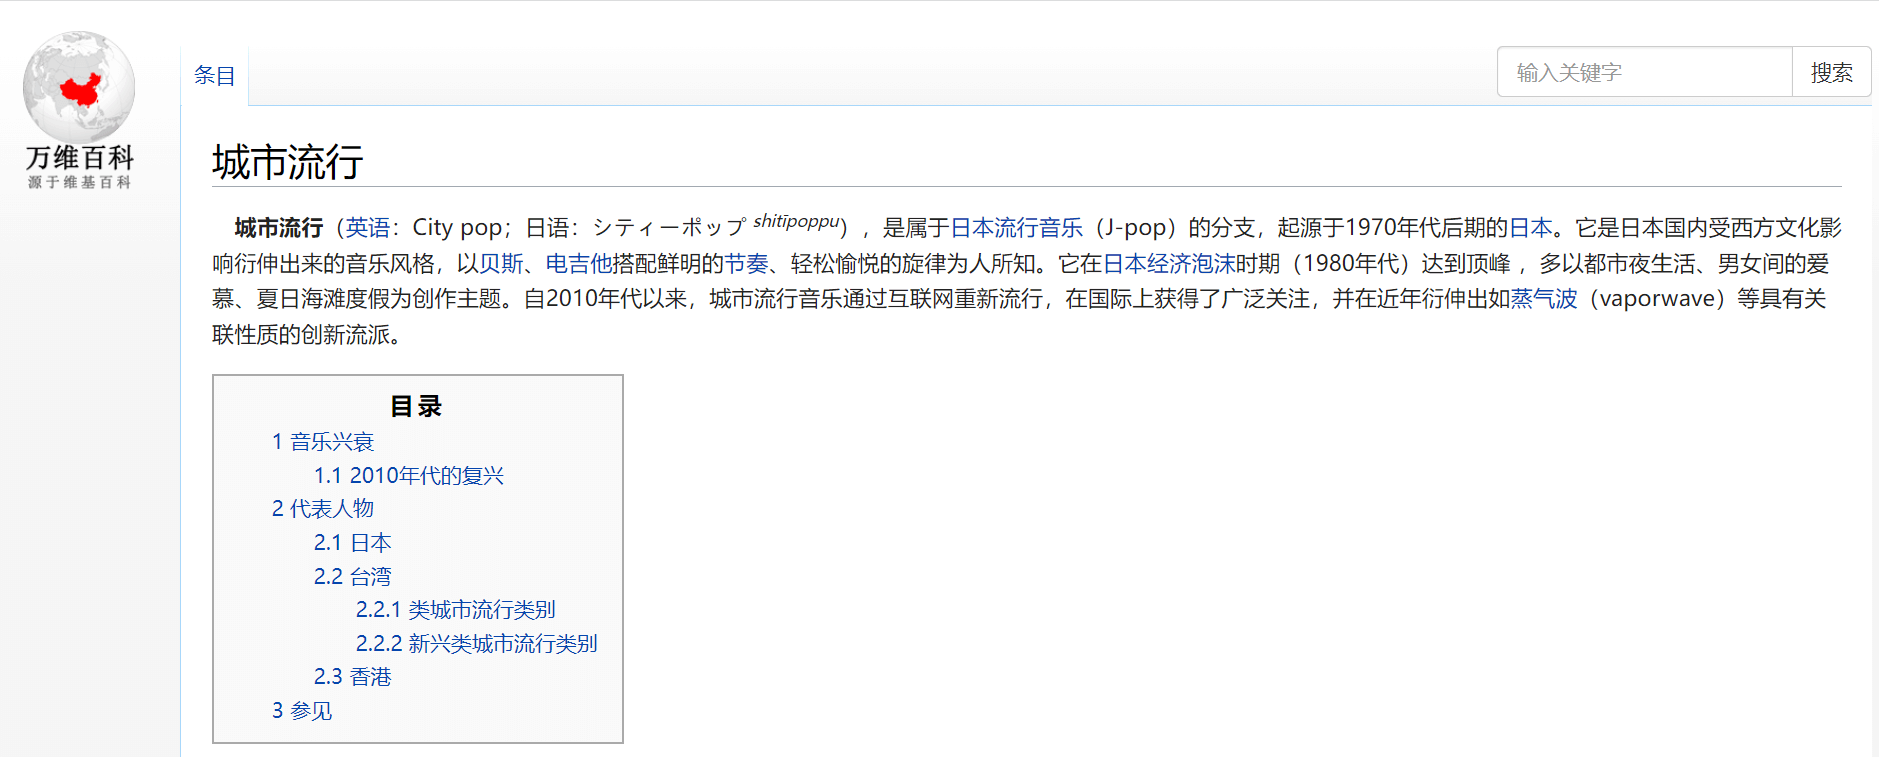 条目
输入关键字
搜索
万维百科
源于维基百科
城市流行
城市流行（英语：City pop；日语：シティーポップ shitīpoppu），是属于日本流行音乐（J-pop）的分支，起源于1970年代后期的日本。它是日本国内受西方文化影
响衍伸出来的音乐风格，以贝斯、电吉他搭配鲜明的节奏、轻松愉悦的旋律为人所知。它在日本经济泡沫时期（1980年代）达到顶峰 ，多以都市夜生活、男女间的爱
慕、夏日海滩度假为创作主题。自2010年代以来，城市流行音乐通过互联网重新流行，在国际上获得了广泛关注，并在近年衍伸出如蒸气波（vaporwave）等具有关
联性质的创新流派。
目录
1 音乐兴衰
1.1 2010年代的复兴
2 代表人物
2.1 日本
2.2 台湾
2.2.1 类城市流行类别
2.2.2 新兴类城市流行类别
2.3 香港
3 参见